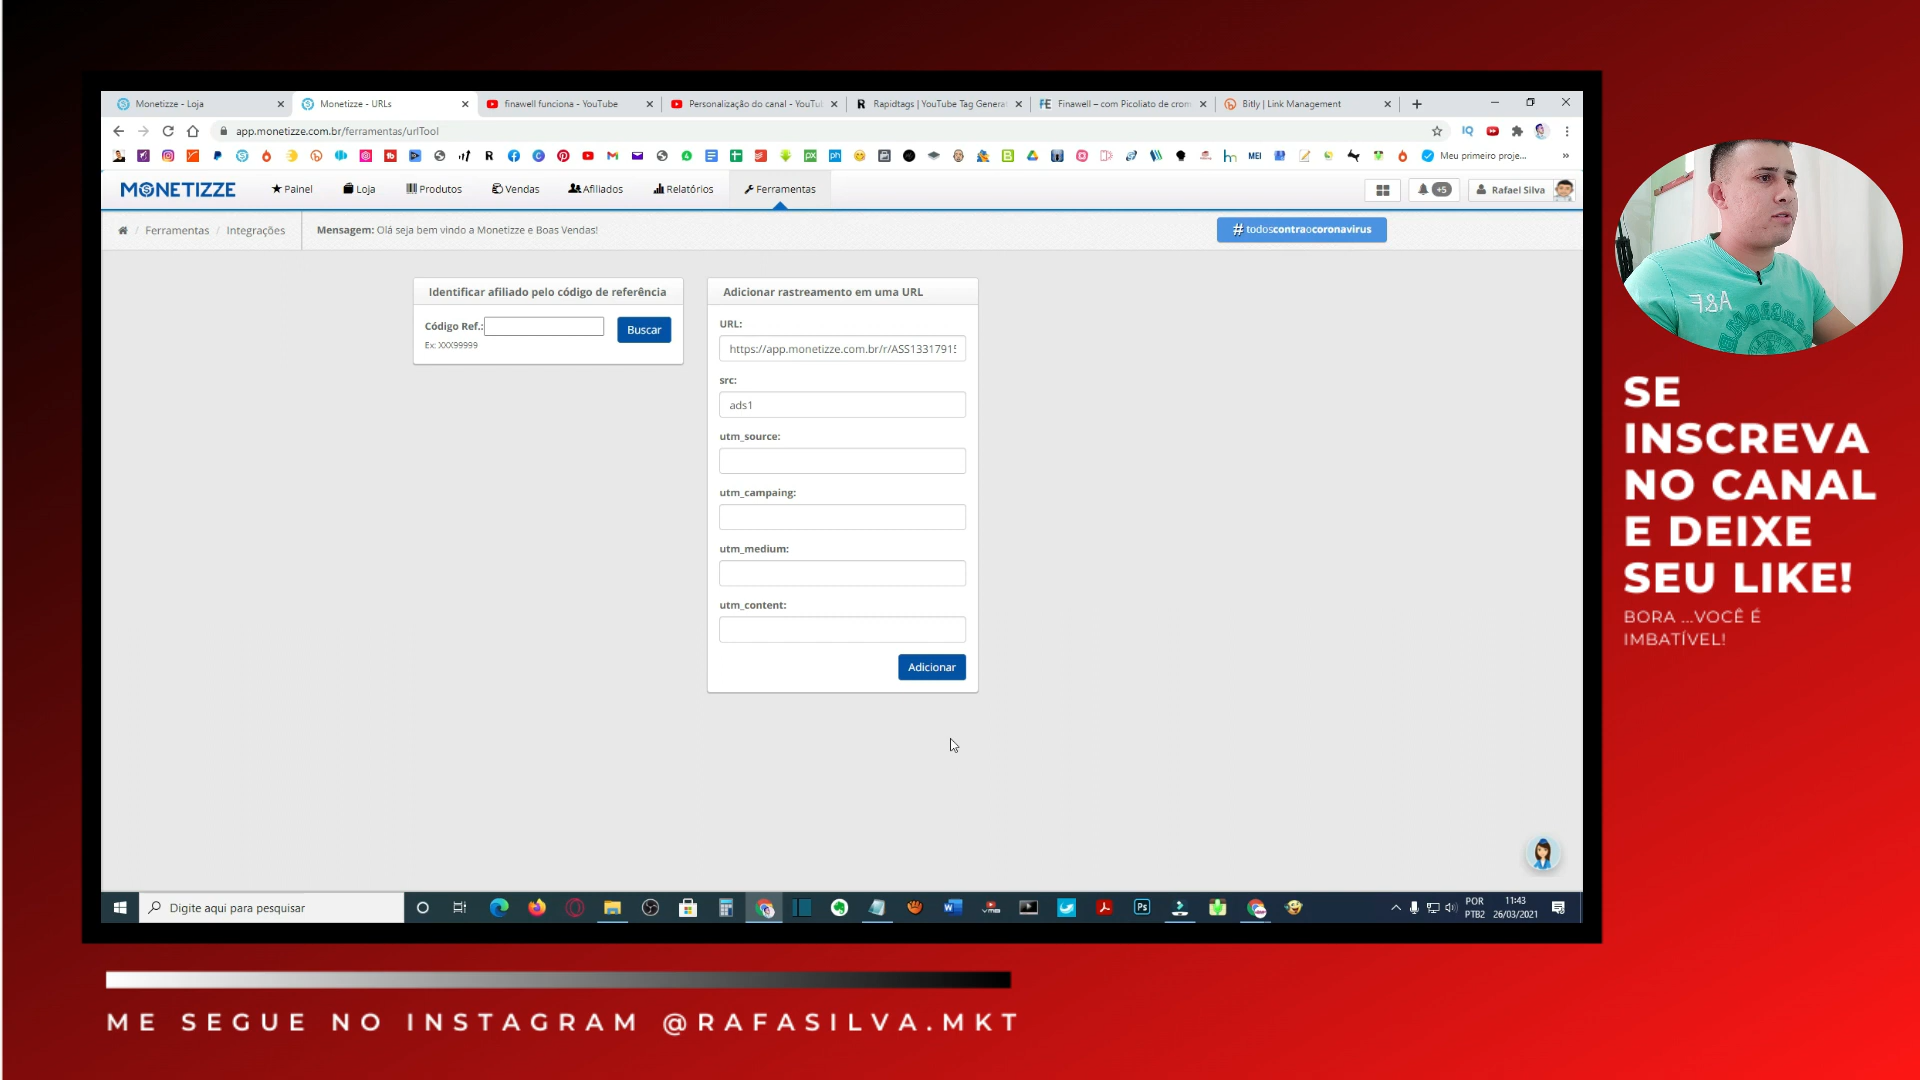 Monetizze - Loja
Monetizze - URLs
finawell funciona - YouTube
Personalização do canal - YouTu
Rapidtags | YouTube Tag Genera
Finawell – com Picoliato de crom
Bitly | Link Management
app.monetizze.com.br/ferramentas/urlTool
Meu primeiro proje...
MONETIZZE
Painel
Loja
Produtos
Vendas
Afiliados
Relatórios
Ferramentas
+5
Rafael Silva
/ Ferramentas / Integrações
Mensagem: Olá seja bem vindo a Monetizze e Boas Vendas!
# todoscontraocoronavirus
Identificar afiliado pelo código de referência
Código Ref.:
Buscar
Ex: XXX99999
Adicionar rastreamento em uma URL
URL:
https://app.monetizze.com.br/r/ASS1331791
src:
ads1
utm_source:
utm_campaing:
utm_medium:
utm_content:
Adicionar
SE
INSCREVA
NO CANAL
E DEIXE
SEU LIKE!
BORA ...VOCÊ É
IMBATÍVEL!
Digite aqui para pesquisar
POR
PTB2
11:43
26/03/2021
ME SEGUE NO INSTAGRAM @RAFASILVA.MKT